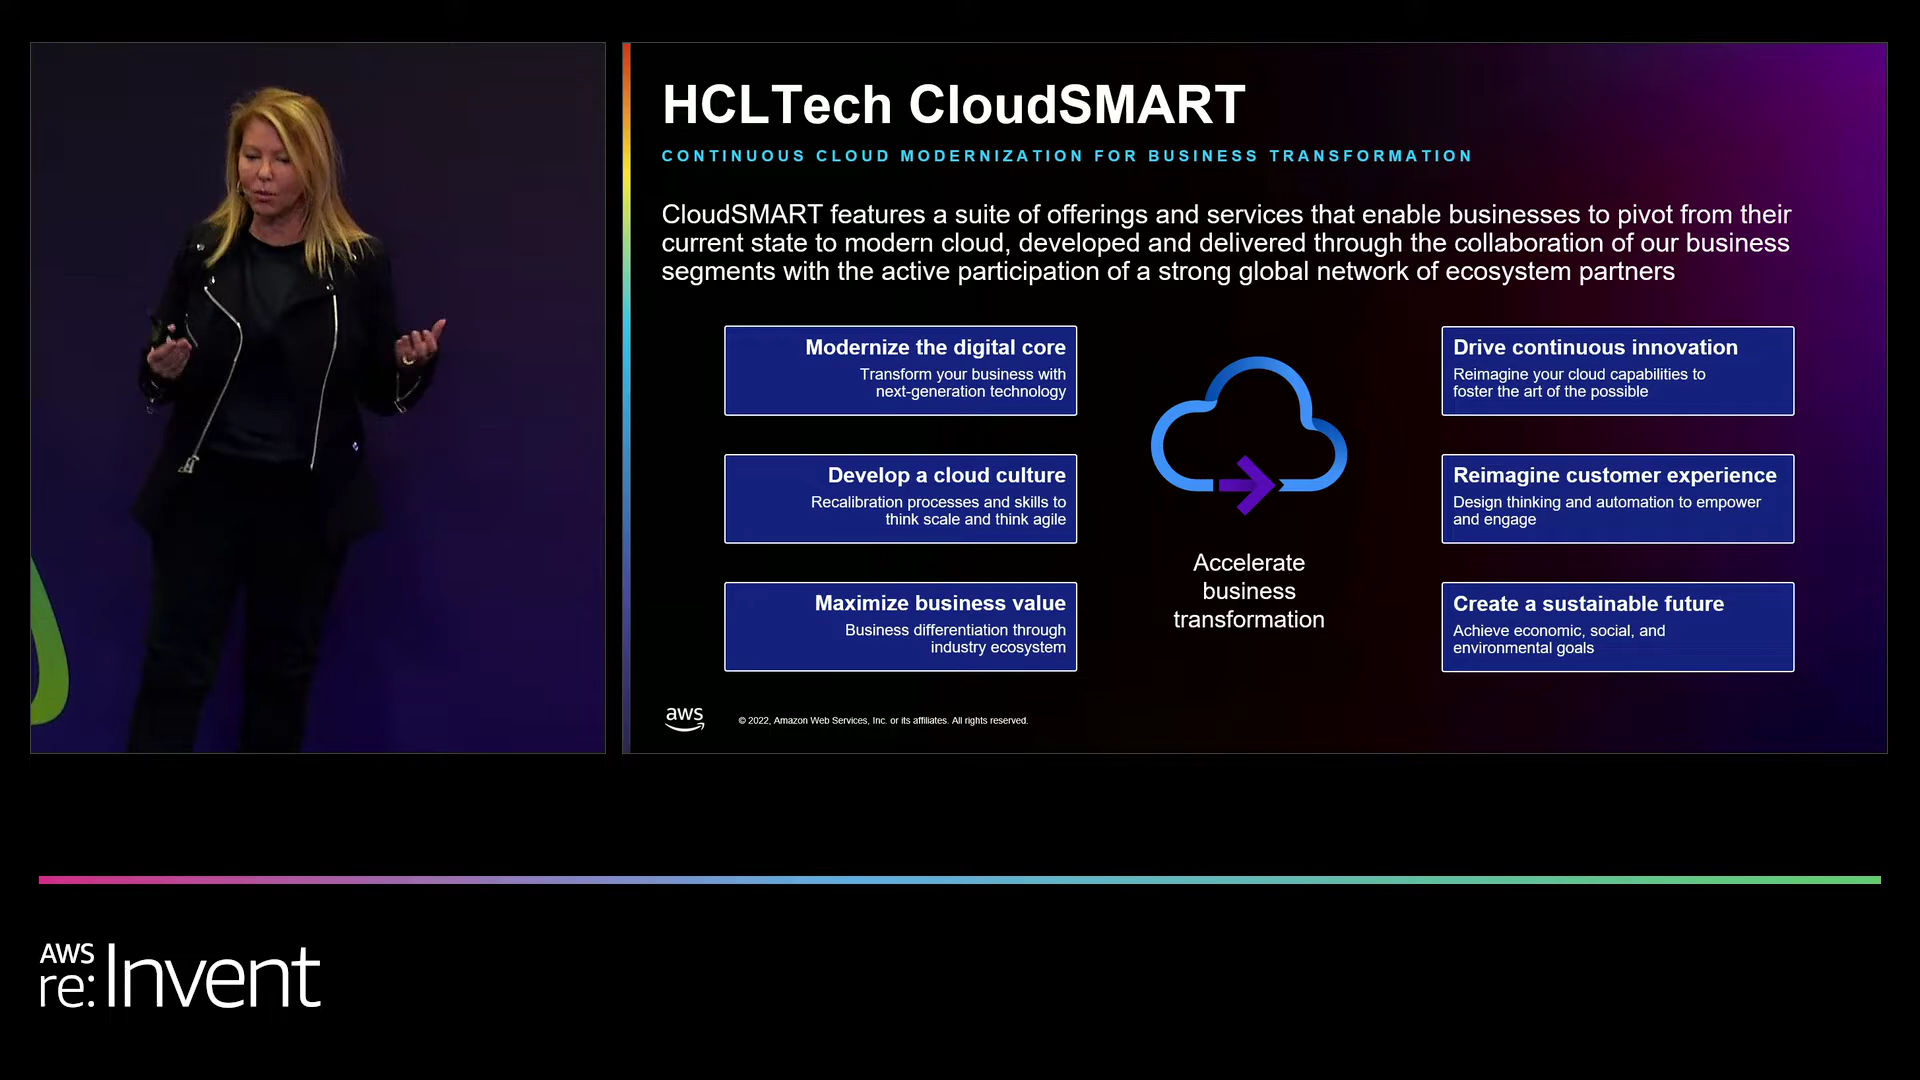 HCLTech CloudSMART
CONTINUOUS CLOUD MODERNIZATION FOR BUSINESS TRANSFORMATION
CloudSMART features a suite of offerings and services that enable businesses to pivot from their
current state to modern cloud, developed and delivered through the collaboration of our business
segments with the active participation of a strong global network of ecosystem partners
Modernize the digital core
Transform your business with
next-generation technology
Develop a cloud culture
Recalibration processes and skills to
think scale and think agile
Maximize business value
Business differentiation through
industry ecosystem
Accelerate
business
transformation
Drive continuous innovation
Reimagine your cloud capabilities to
foster the art of the possible
Reimagine customer experience
Design thinking and automation to empower
and engage
Create a sustainable future
Achieve economic, social, and
environmental goals
aws
© 2022, Amazon Web Services, Inc. or its affiliates. All rights reserved.
AWS
re:Invent